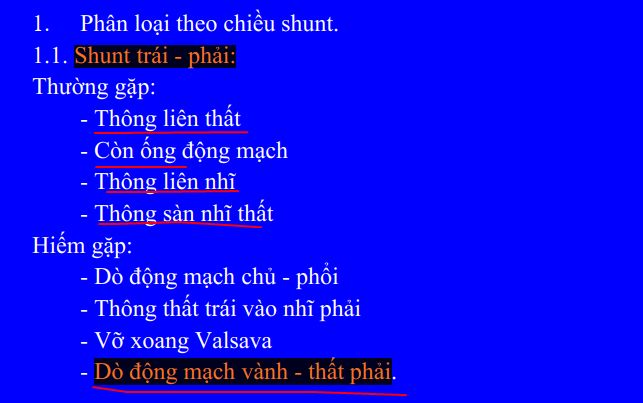 1. Phân loại theo chiều shunt.
1.1. Shunt trái - phải:
Thường gặp:
- Thông liên thất
- Còn ống động mạch
- Thông liên nhĩ
- Thông sàn nhĩ thất
Hiếm gặp:
- Dò động mạch chủ - phổi
- Thông thất trái vào nhĩ phải
- Vỡ xoang Valsava
- Dò động mạch vành - thất phải.